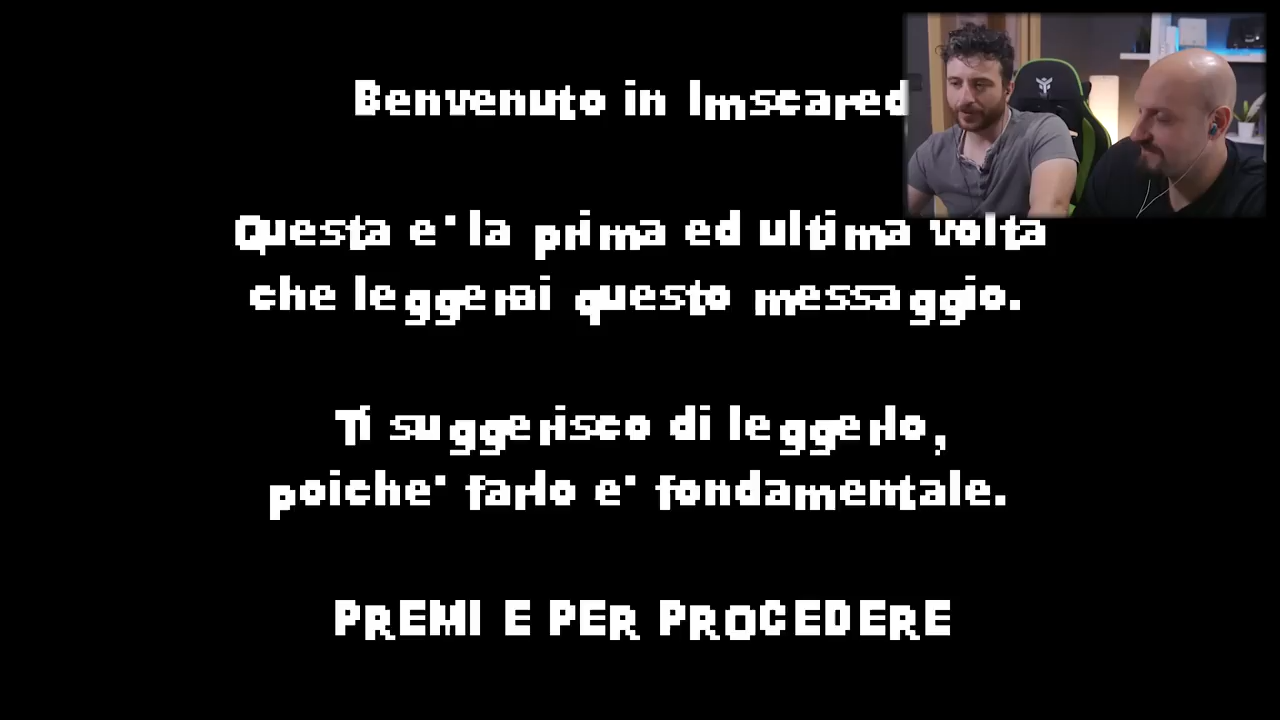 Benvenuto in Imscared
Questa e' la prima ed ultima volta
che leggerai questo messaggio.
Ti suggerisco di leggerlo,
poiche' farlo e' fondamentale.
PREMI E PER PROCEDERE